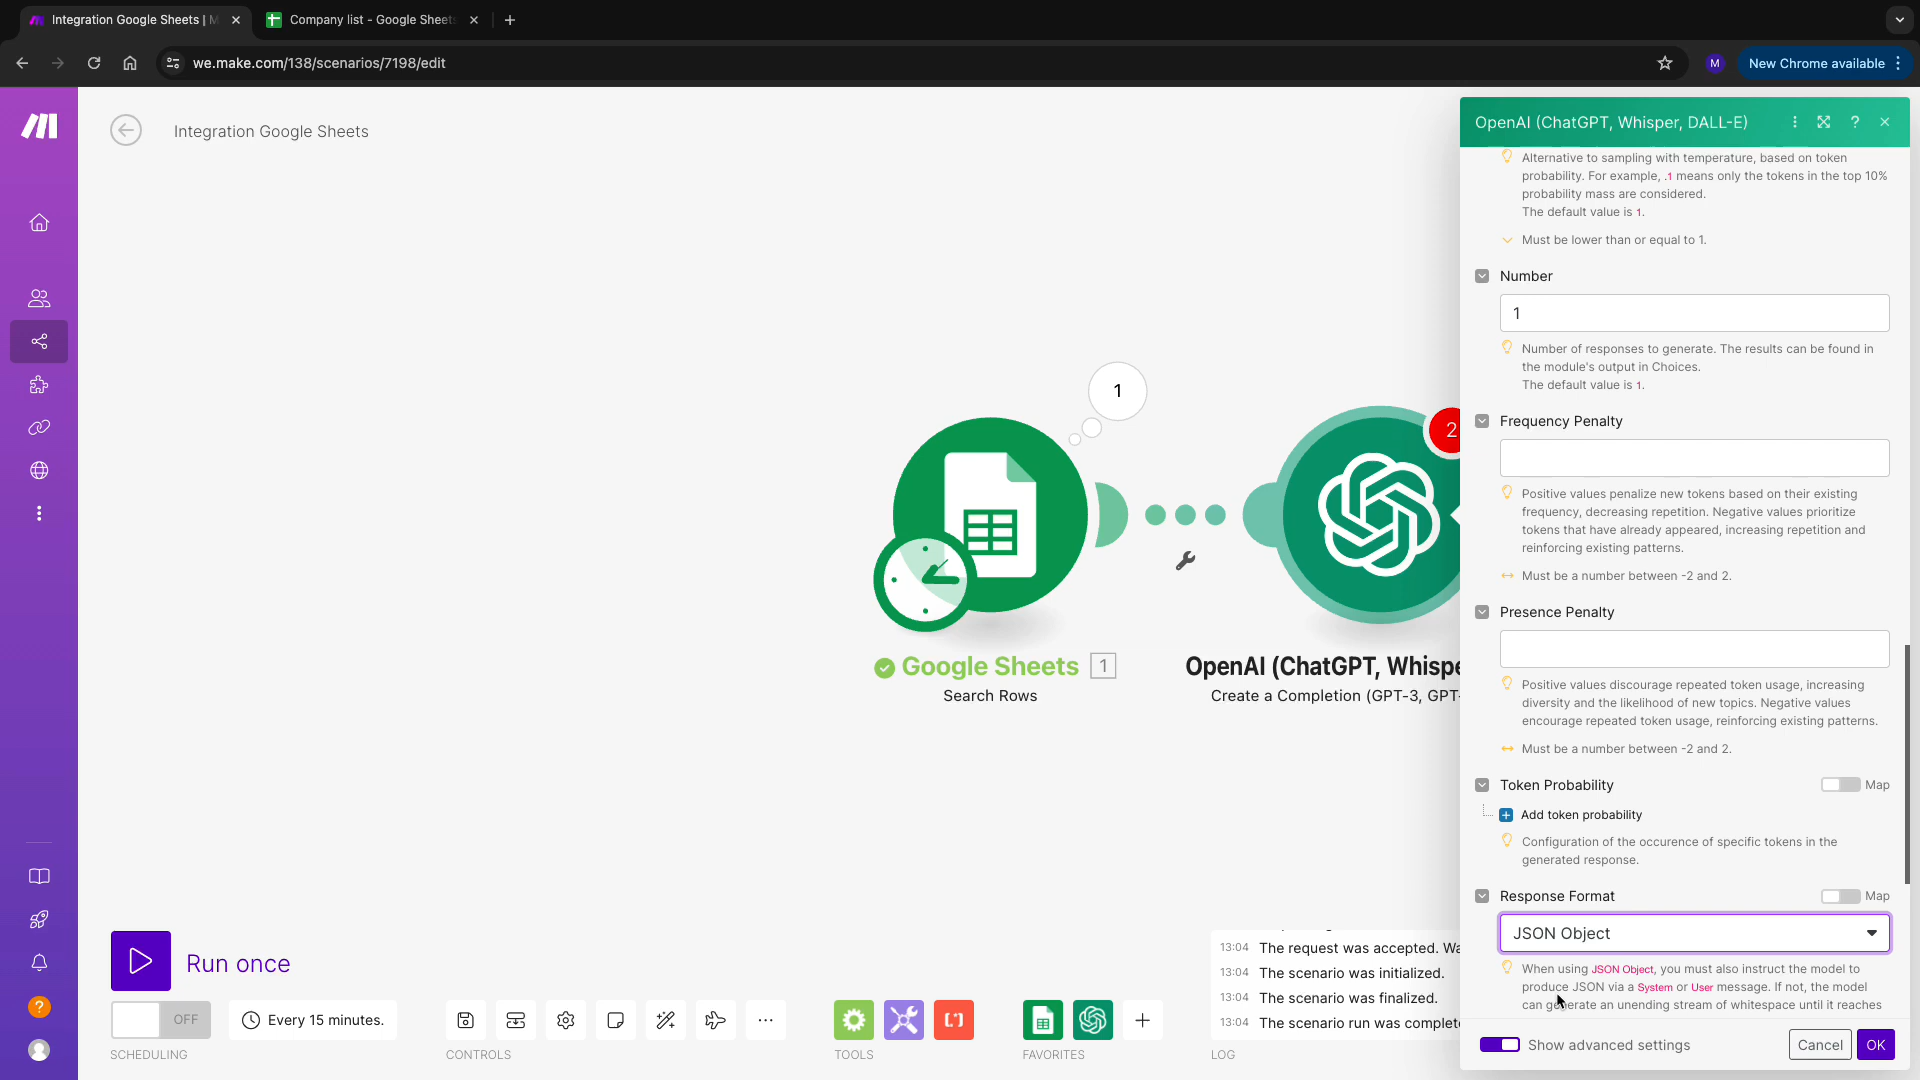 Integration Google Sheets | M
Company list - Google Sheets
we.make.com/138/scenarios/7198/edit
M
New Chrome available
Integration Google Sheets
1
2
Google Sheets
1
Search Rows
OpenAI (ChatGPT, Whispe
Create a Completion (GPT-3, GPT-
OpenAI (ChatGPT, Whisper, DALL-E)
?
Alternative to sampling with temperature, based on token
probability. For example, .1 means only the tokens in the top 10%
probability mass are considered.
The default value is 1.
Must be lower than or equal to 1.
Number
1
Number of responses to generate. The results can be found in
the module's output in Choices.
The default value is 1.
Frequency Penalty
Positive values penalize new tokens based on their existing
frequency, decreasing repetition. Negative values prioritize
tokens that have already appeared, increasing repetition and
reinforcing existing patterns.
Must be a number between -2 and 2.
Presence Penalty
Positive values discourage repeated token usage, increasing
diversity and the likelihood of new topics. Negative values
encourage repeated token usage, reinforcing existing patterns.
Must be a number between -2 and 2.
Token Probability
Map
Add token probability
Configuration of the occurence of specific tokens in the
generated response.
Response Format
Map
JSON Object
When using JSON Object, you must also instruct the model to
produce JSON via a System or User message. If not, the model
can generate an unending stream of whitespace until it reaches
Show advanced settings
Cancel
OK
Run once
OFF
Every 15 minutes.
SCHEDULING
CONTROLS
TOOLS
FAVORITES
13:04 The request was accepted. Wa
13:04 The scenario was initialized.
13:04 The scenario was finalized.
13:04 The scenario run was complete
LOG
?